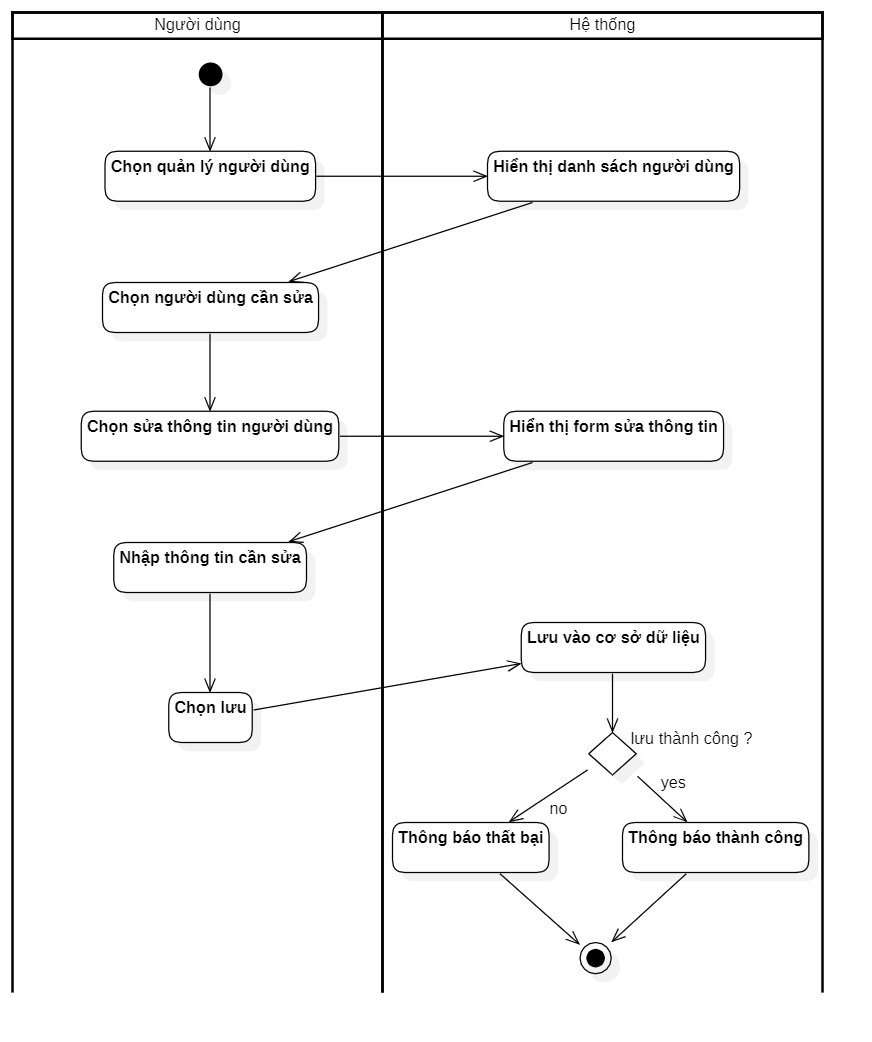 Người dùng
Hệ thống
Chọn quản lý người dùng
Hiển thị danh sách người dùng
Chọn người dùng cần sửa
Chọn sửa thông tin người dùng
Hiển thị form sửa thông tin
Nhập thông tin cần sửa
Lưu vào cơ sở dữ liệu
Chọn lưu
lưu thành công ?
yes
no
Thông báo thất bại
Thông báo thành công